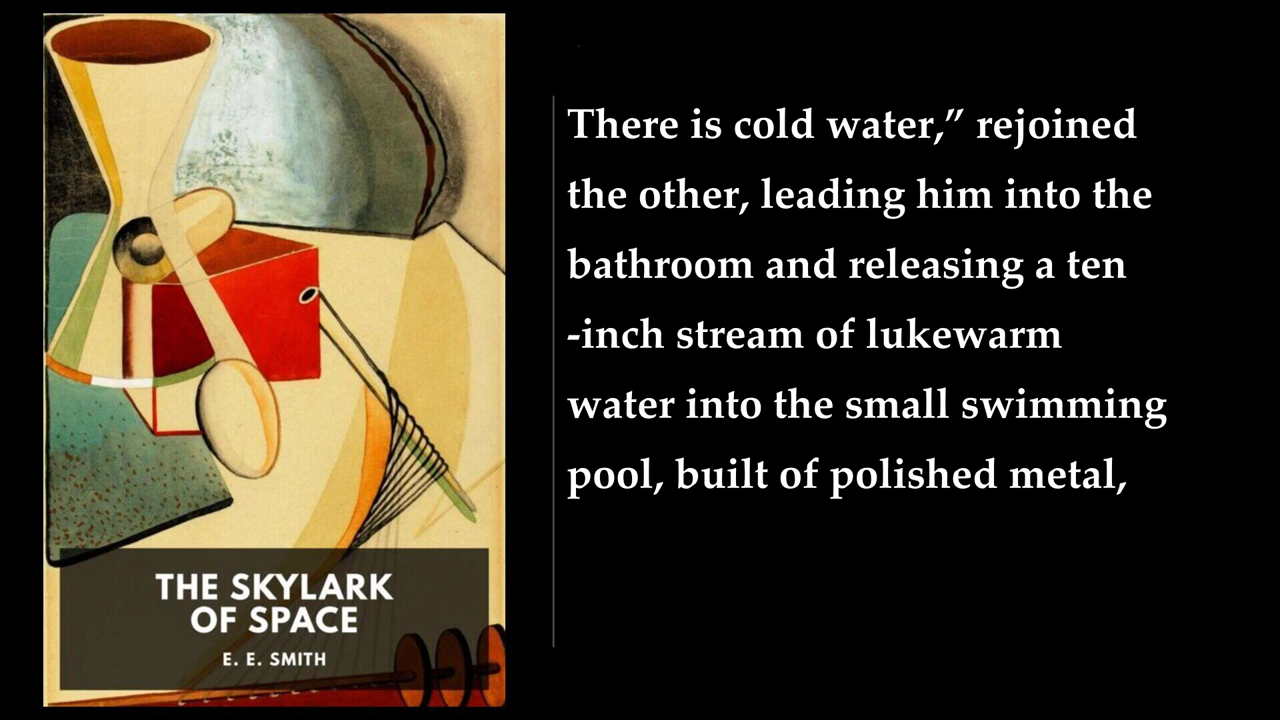 There is cold water,” rejoined
the other, leading him into the
bathroom and releasing a ten
-inch stream of lukewarm
water into the small swimming
pool, built of polished metal,
THE SKYLARK
OF SPACE
E. E. SMITH